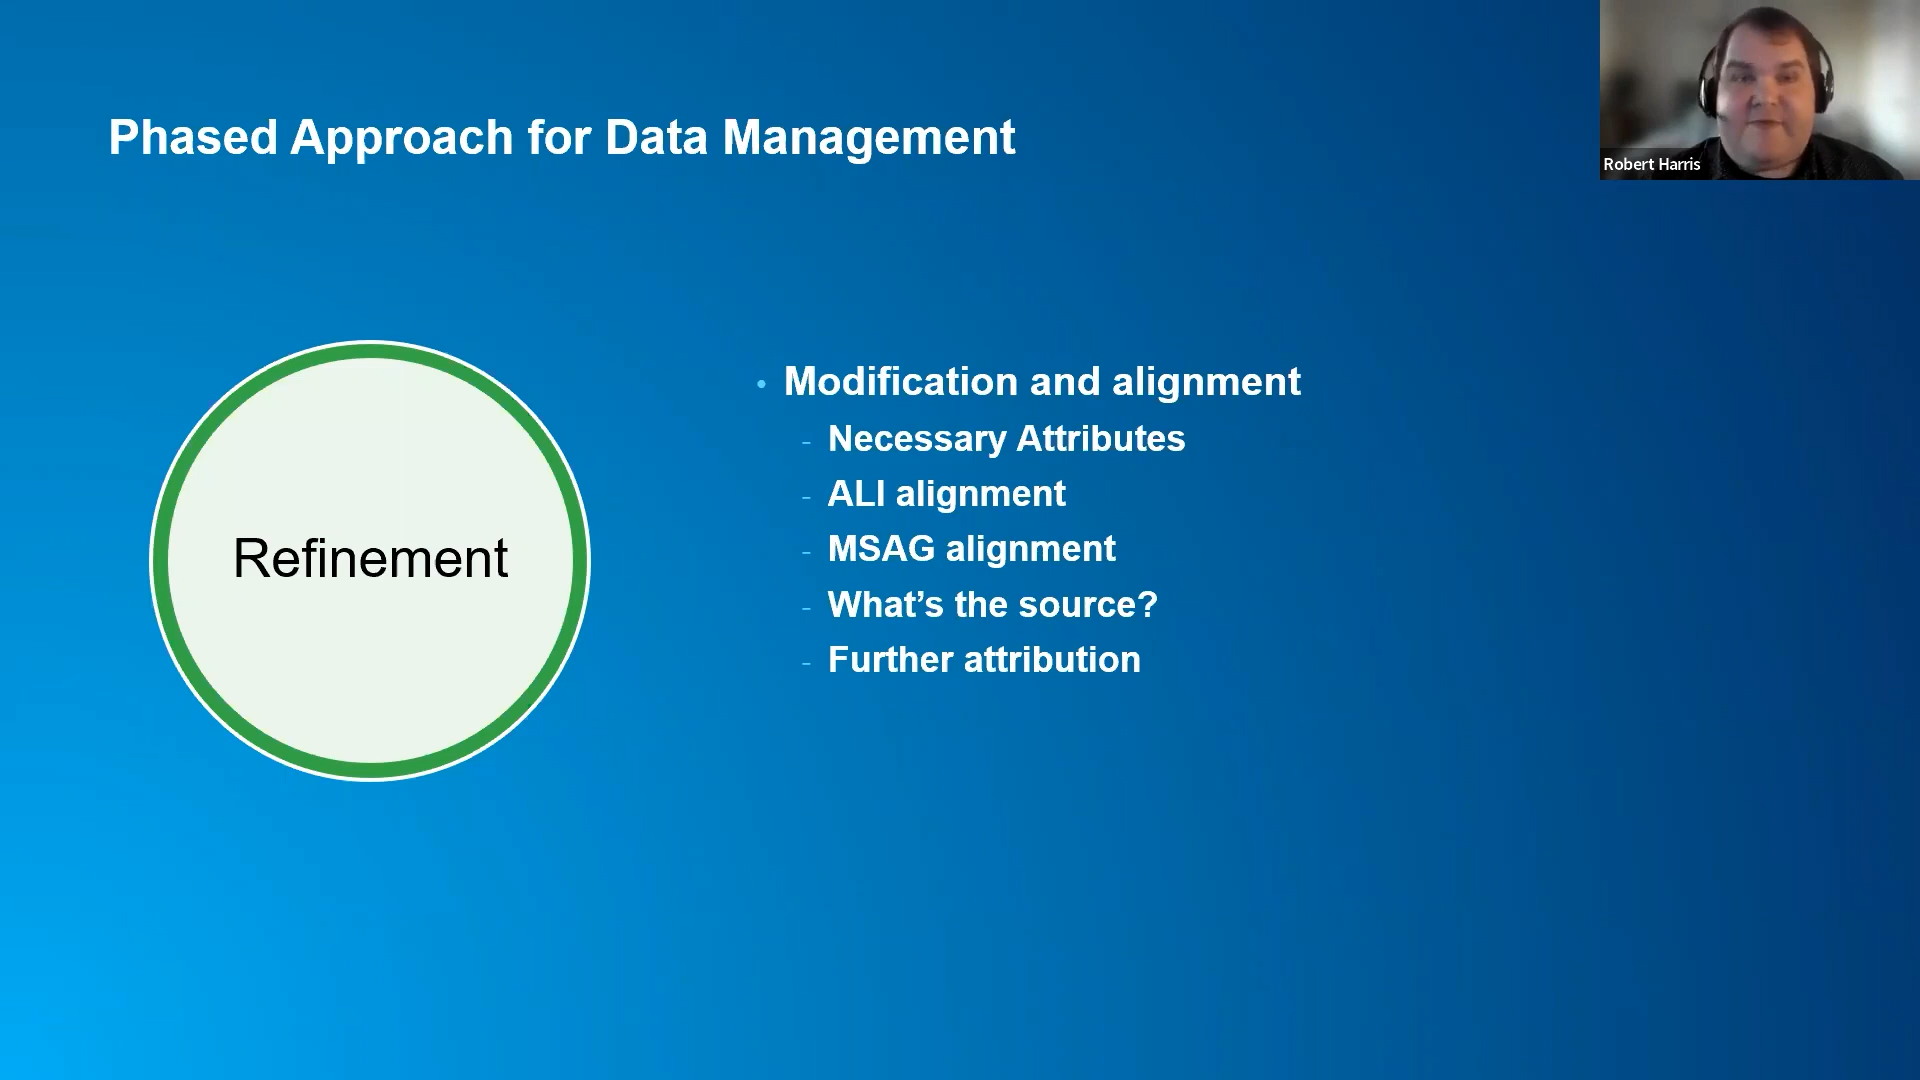 Phased Approach for Data Management
Robert Harris
Refinement
• Modification and alignment
- Necessary Attributes
- ALI alignment
- MSAG alignment
- What’s the source?
- Further attribution